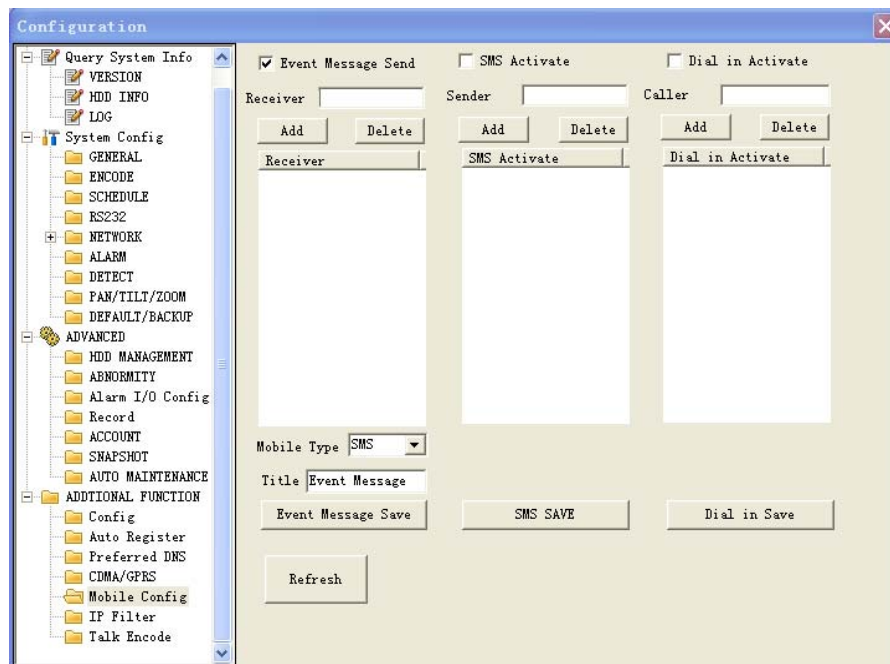 Configuration
Query System Info
VERSION
HDD INFO
LOG
System Config
GENERAL
ENCODE
SCHEDULE
RS232
NETWORK
ALARM
DETECT
PAN/TILT/ZOOM
DEFAULT/BACKUP
ADVANCED
HDD MANAGEMENT
ABNORMITY
Alarm I/O Config
Record
ACCOUNT
SNAPSHOT
AUTO MAINTENANCE
ADDTIONAL FUNCTION
Config
Auto Register
Preferred DNS
CDMA/GPRS
Mobile Config
IP Filter
Talk Encode
Event Message Send
Receiver
Add Delete
Receiver
Mobile Type SMS
Title Event Message
Event Message Save
Refresh
SMS Activate
Sender
Add Delete
SMS Activate
SMS SAVE
Dial in Activate
Caller
Add Delete
Dial in Activate
Dial in Save